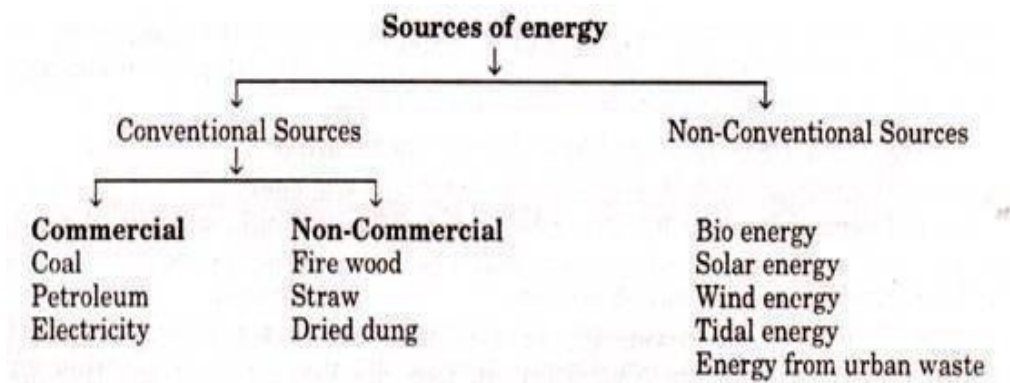 Sources of energy
Conventional Sources
Non-Conventional Sources
Commercial
Coal
Petroleum
Electricity
Non-Commercial
Fire wood
Straw
Dried dung
Bio energy
Solar energy
Wind energy
Tidal energy
Energy from urban waste